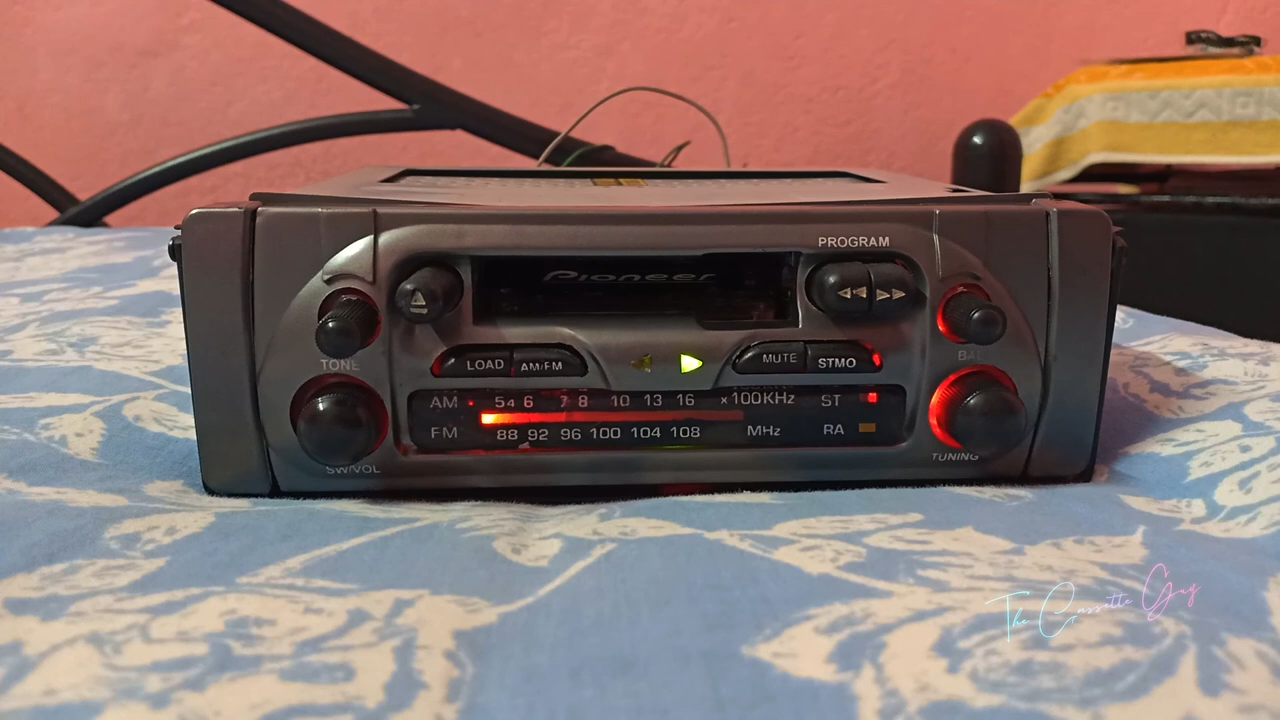 PROGRAM
Pioneer
TONE
LOAD AM/FM
MUTE STMO
BAL
AM 54 6 7 8 10 13 16 x100KHz ST
FM 88 92 96 100 104 108 MHz RA
SW/VOL
TUNING
The Cassette Guy